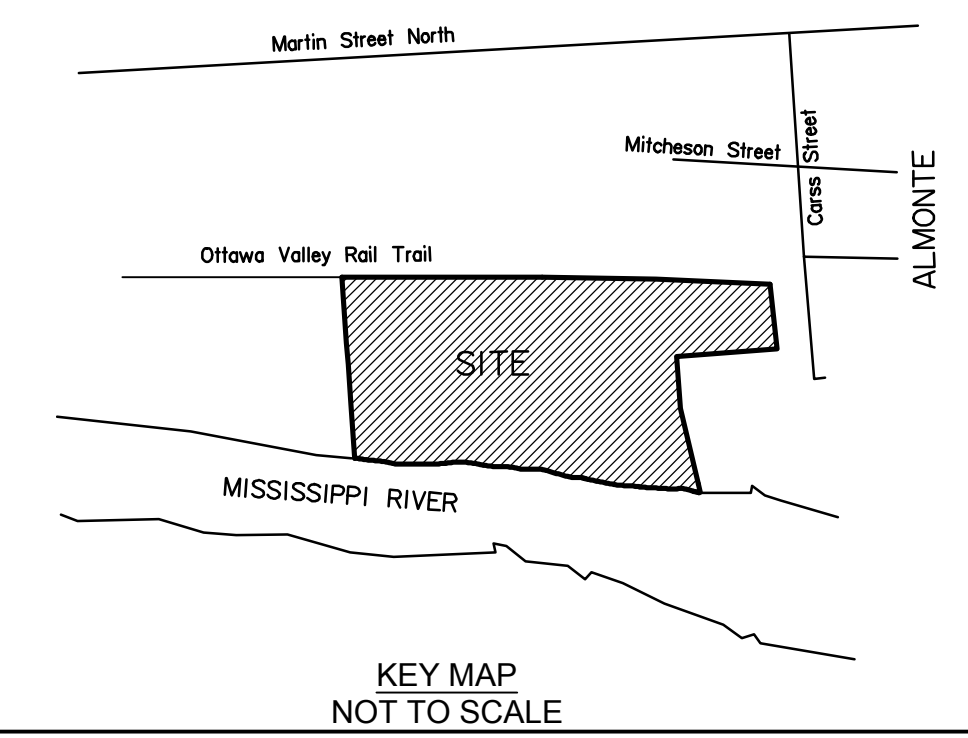 Martin Street North
Mitcheson Street
Carss Street
ALMONTE
Ottawa Valley Rail Trail
SITE
MISSISSIPPI RIVER
KEY MAP
NOT TO SCALE